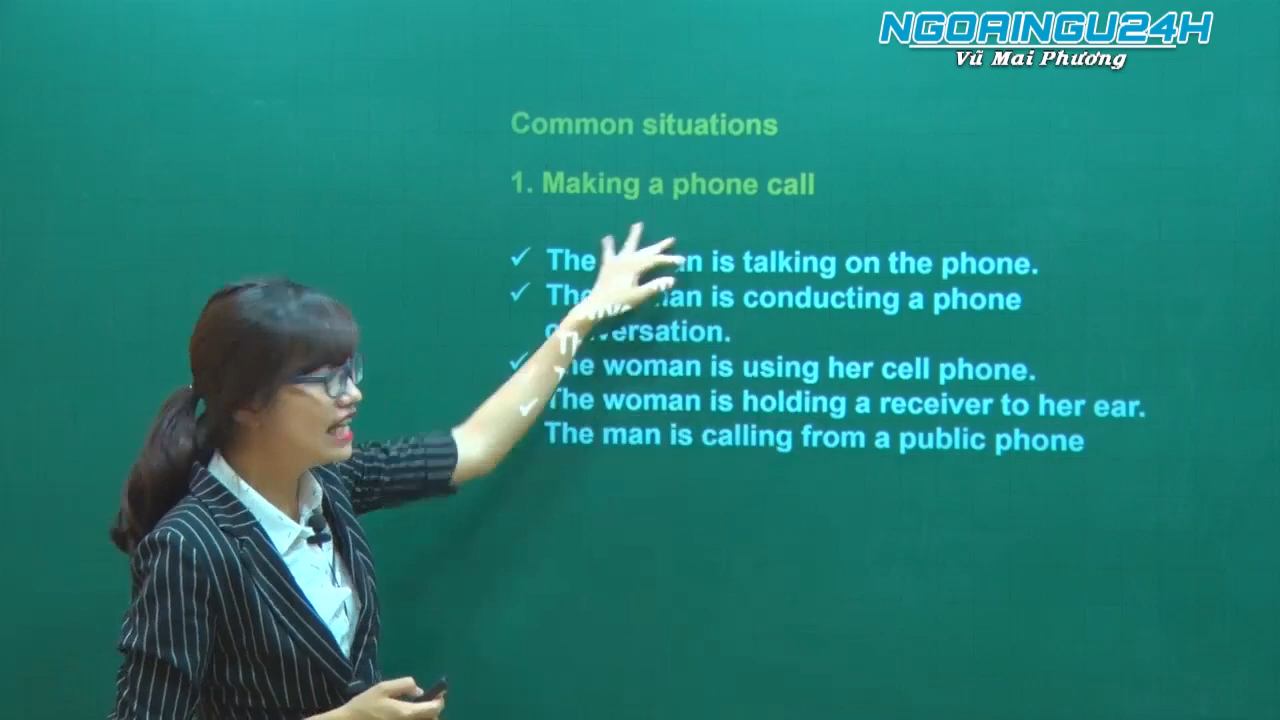 NGOAINGU24H
Vũ Mai Phương
Common situations
1. Making a phone call
The is talking on the phone.
is conducting a phone
conversation.
The woman is using her cell phone.
The woman is holding a receiver to her ear.
The man is calling from a public phone